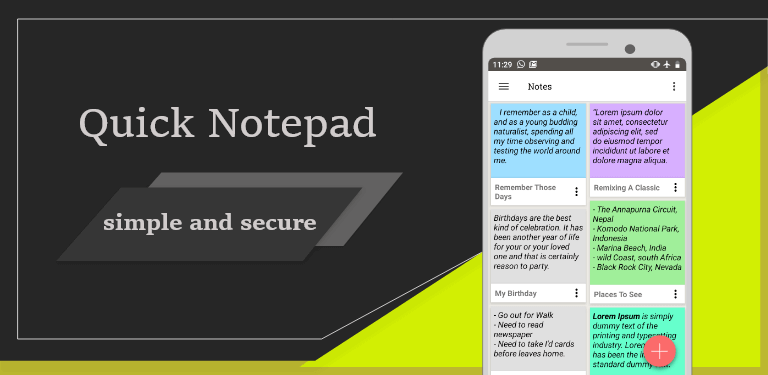 Quick Notepad
simple and secure
11:29
Notes
I remember as a child,
and as a young budding
naturalist, spending all
my time observing and
testing the world around
me.
Remember Those
Days
"Lorem ipsum dolor
sit amet, consectetur
adipiscing elit, sed
do eiusmod tempor
incididunt ut labore et
dolore magna aliqua.
Remixing A Classic
Birthdays are the best
kind of celebration. It has
been another year of life
for your or your loved
one and that is certainly
reason to party.
My Birthday
- The Annapurna Circuit,
Nepal
- Komodo National Park,
Indonesia
- Marina Beach, India
- wild Coast, south Africa
- Black Rock City, Nevada
Places To See
- Go out for Walk
- Need to read
newspaper
- Need to take I'd cards
before leaves home.
Lorem Ipsum is simply
dummy text of the
printing and typesetting
industry.
has been the
standard